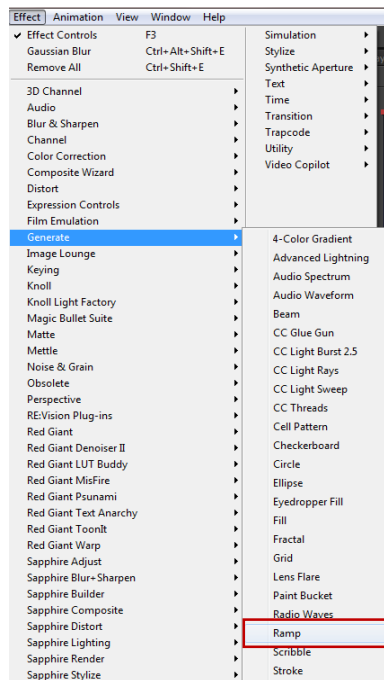 Effect Animation View Window Help
Effect Controls F3
Gaussian Blur Ctrl+Alt+Shift+E
Remove All Ctrl+Shift+E
3D Channel
Audio
Blur & Sharpen
Channel
Color Correction
Composite Wizard
Distort
Expression Controls
Film Emulation
Generate
Image Lounge
Keying
Knoll
Knoll Light Factory
Magic Bullet Suite
Matte
Mettle
Noise & Grain
Obsolete
Perspective
RE:Vision Plug-ins
Red Giant
Red Giant Denoiser II
Red Giant LUT Buddy
Red Giant MisFire
Red Giant Psunami
Red Giant Text Anarchy
Red Giant ToonIt
Red Giant Warp
Sapphire Adjust
Sapphire Blur+Sharpen
Sapphire Builder
Sapphire Composite
Sapphire Distort
Sapphire Lighting
Sapphire Render
Sapphire Stylize
Simulation
Stylize
Synthetic Aperture
Text
Time
Transition
Trapcode
Utility
Video Copilot
4-Color Gradient
Advanced Lightning
Audio Spectrum
Audio Waveform
Beam
CC Glue Gun
CC Light Burst 2.5
CC Light Rays
CC Light Sweep
CC Threads
Cell Pattern
Checkerboard
Circle
Ellipse
Eyedropper Fill
Fill
Fractal
Grid
Lens Flare
Paint Bucket
Radio Waves
Ramp
Scribble
Stroke